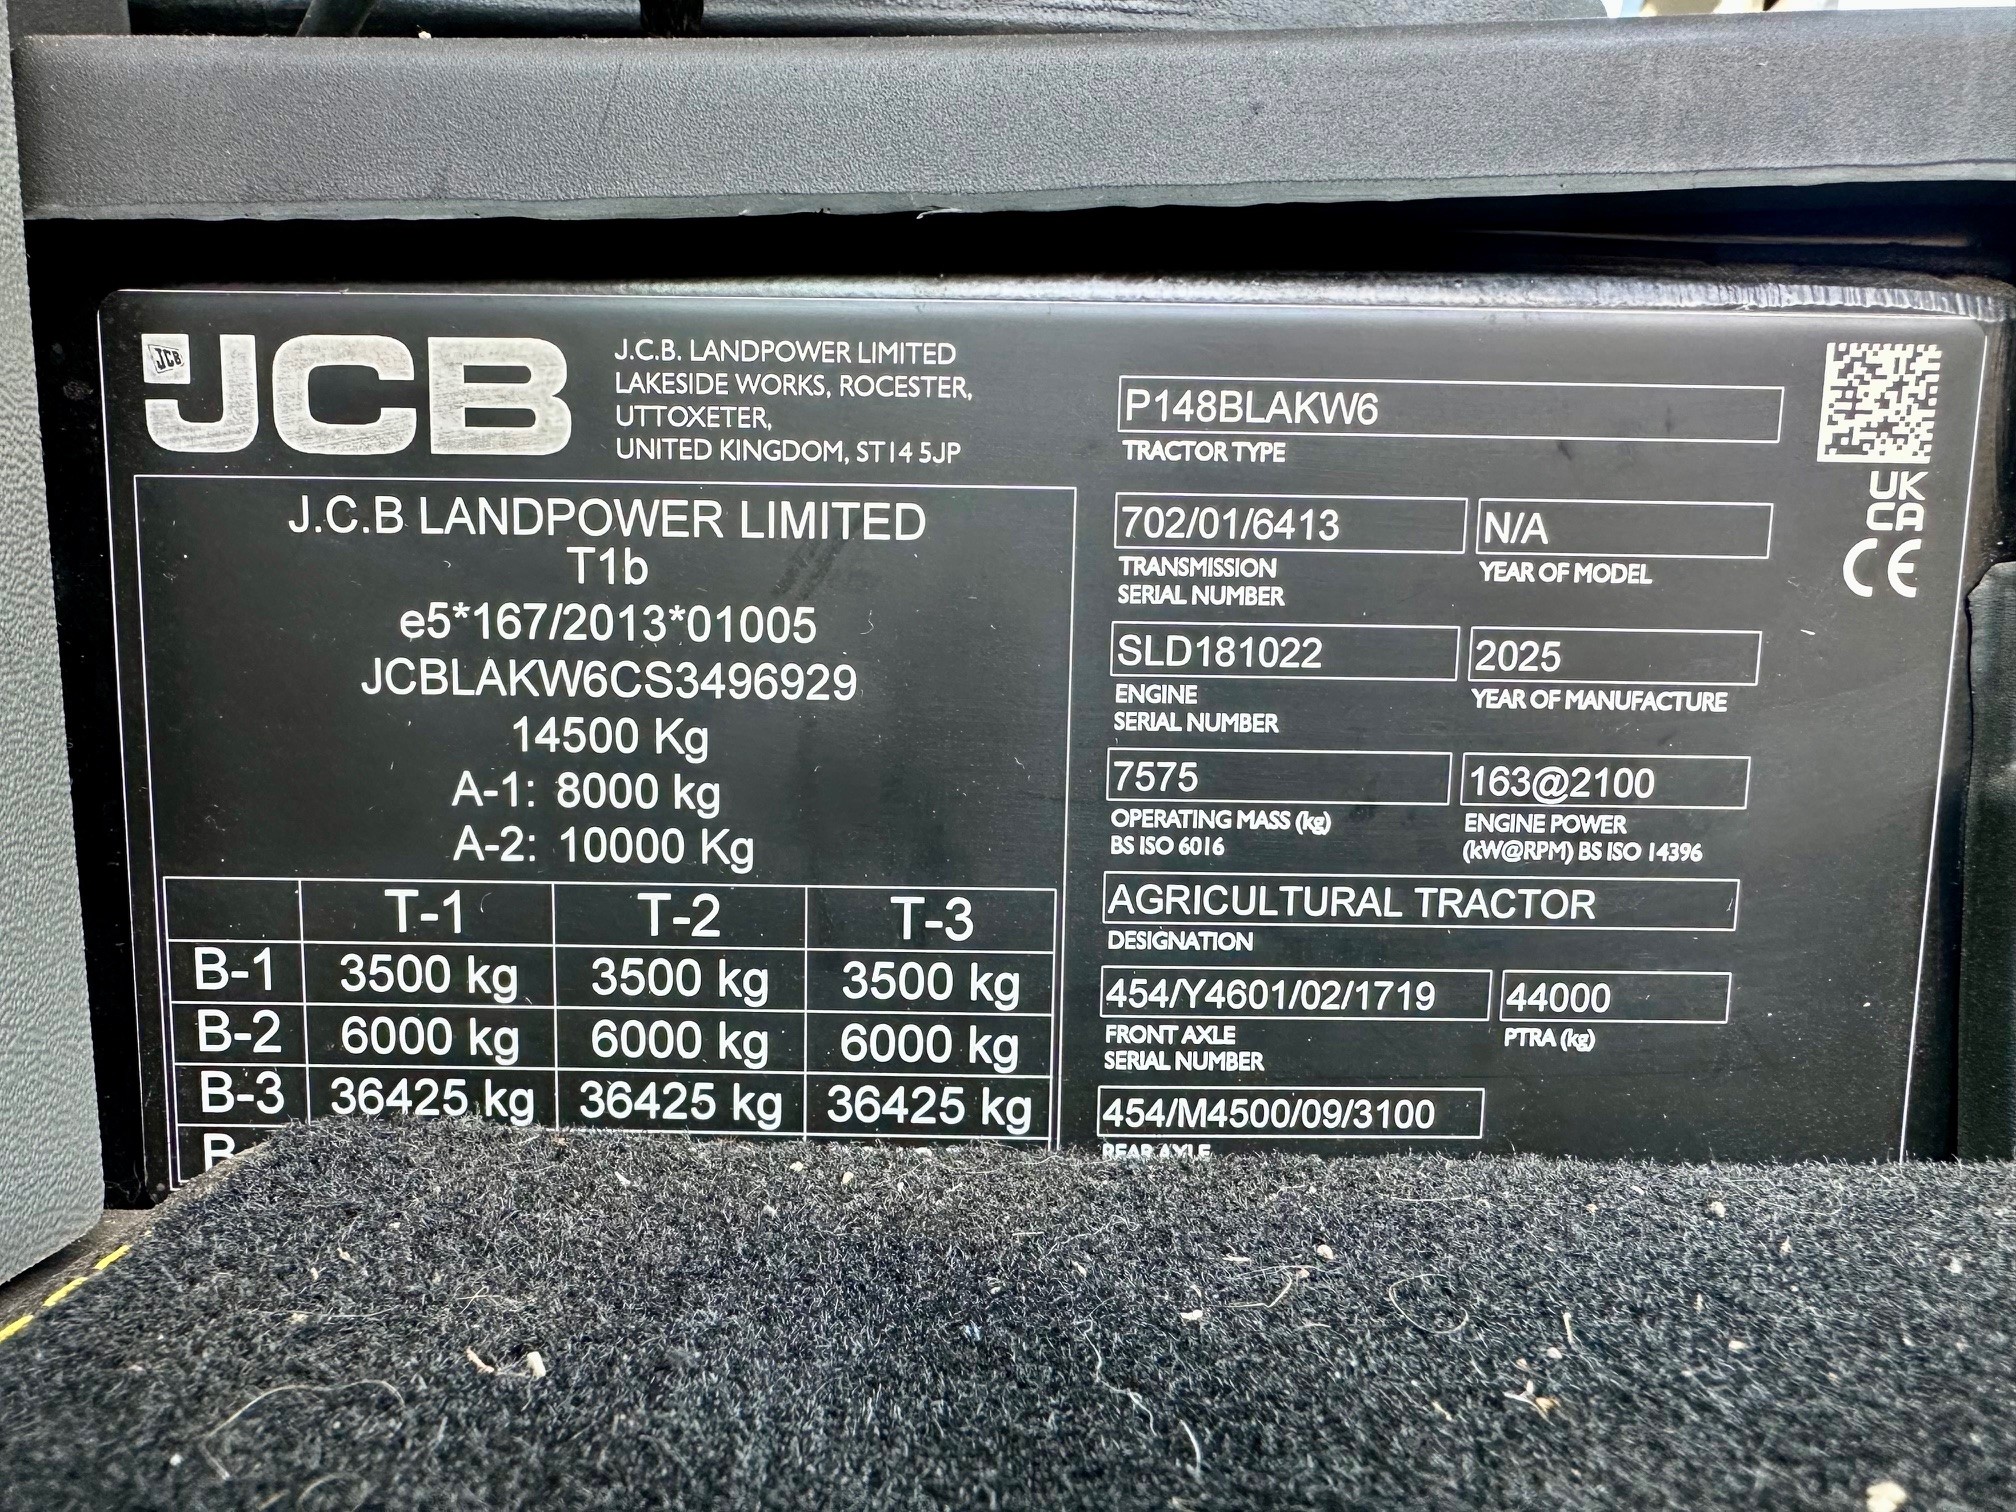 JCB
JCB
J.C.B. LANDPOWER LIMITED
LAKESIDE WORKS, ROCESTER,
UTTOXETER,
UNITED KINGDOM, ST14 5JP
J.C.B LANDPOWER LIMITED
T1b
e5*167/2013*01005
JCBLAKW6CS3496929
14500 Kg
A-1: 8000 kg
A-2: 10000 Kg
T-1 T-2 T-3
B-1 3500 kg 3500 kg 3500 kg
B-2 6000 kg 6000 kg 6000 kg
B-3 36425 kg 36425 kg 36425 kg
P148BLAKW6
TRACTOR TYPE
702/01/6413 N/A
TRANSMISSION
SERIAL NUMBER
YEAR OF MODEL
SLD181022 2025
ENGINE
SERIAL NUMBER
YEAR OF MANUFACTURE
7575 163@2100
OPERATING MASS (kg)
BS ISO 6016
ENGINE POWER
(kW@RPM) BS ISO 14396
AGRICULTURAL TRACTOR
DESIGNATION
454/Y4601/02/1719 44000
FRONT AXLE
SERIAL NUMBER
PTRA (kg)
454/M4500/09/3100
REAR AXLE
UK
CA
CE